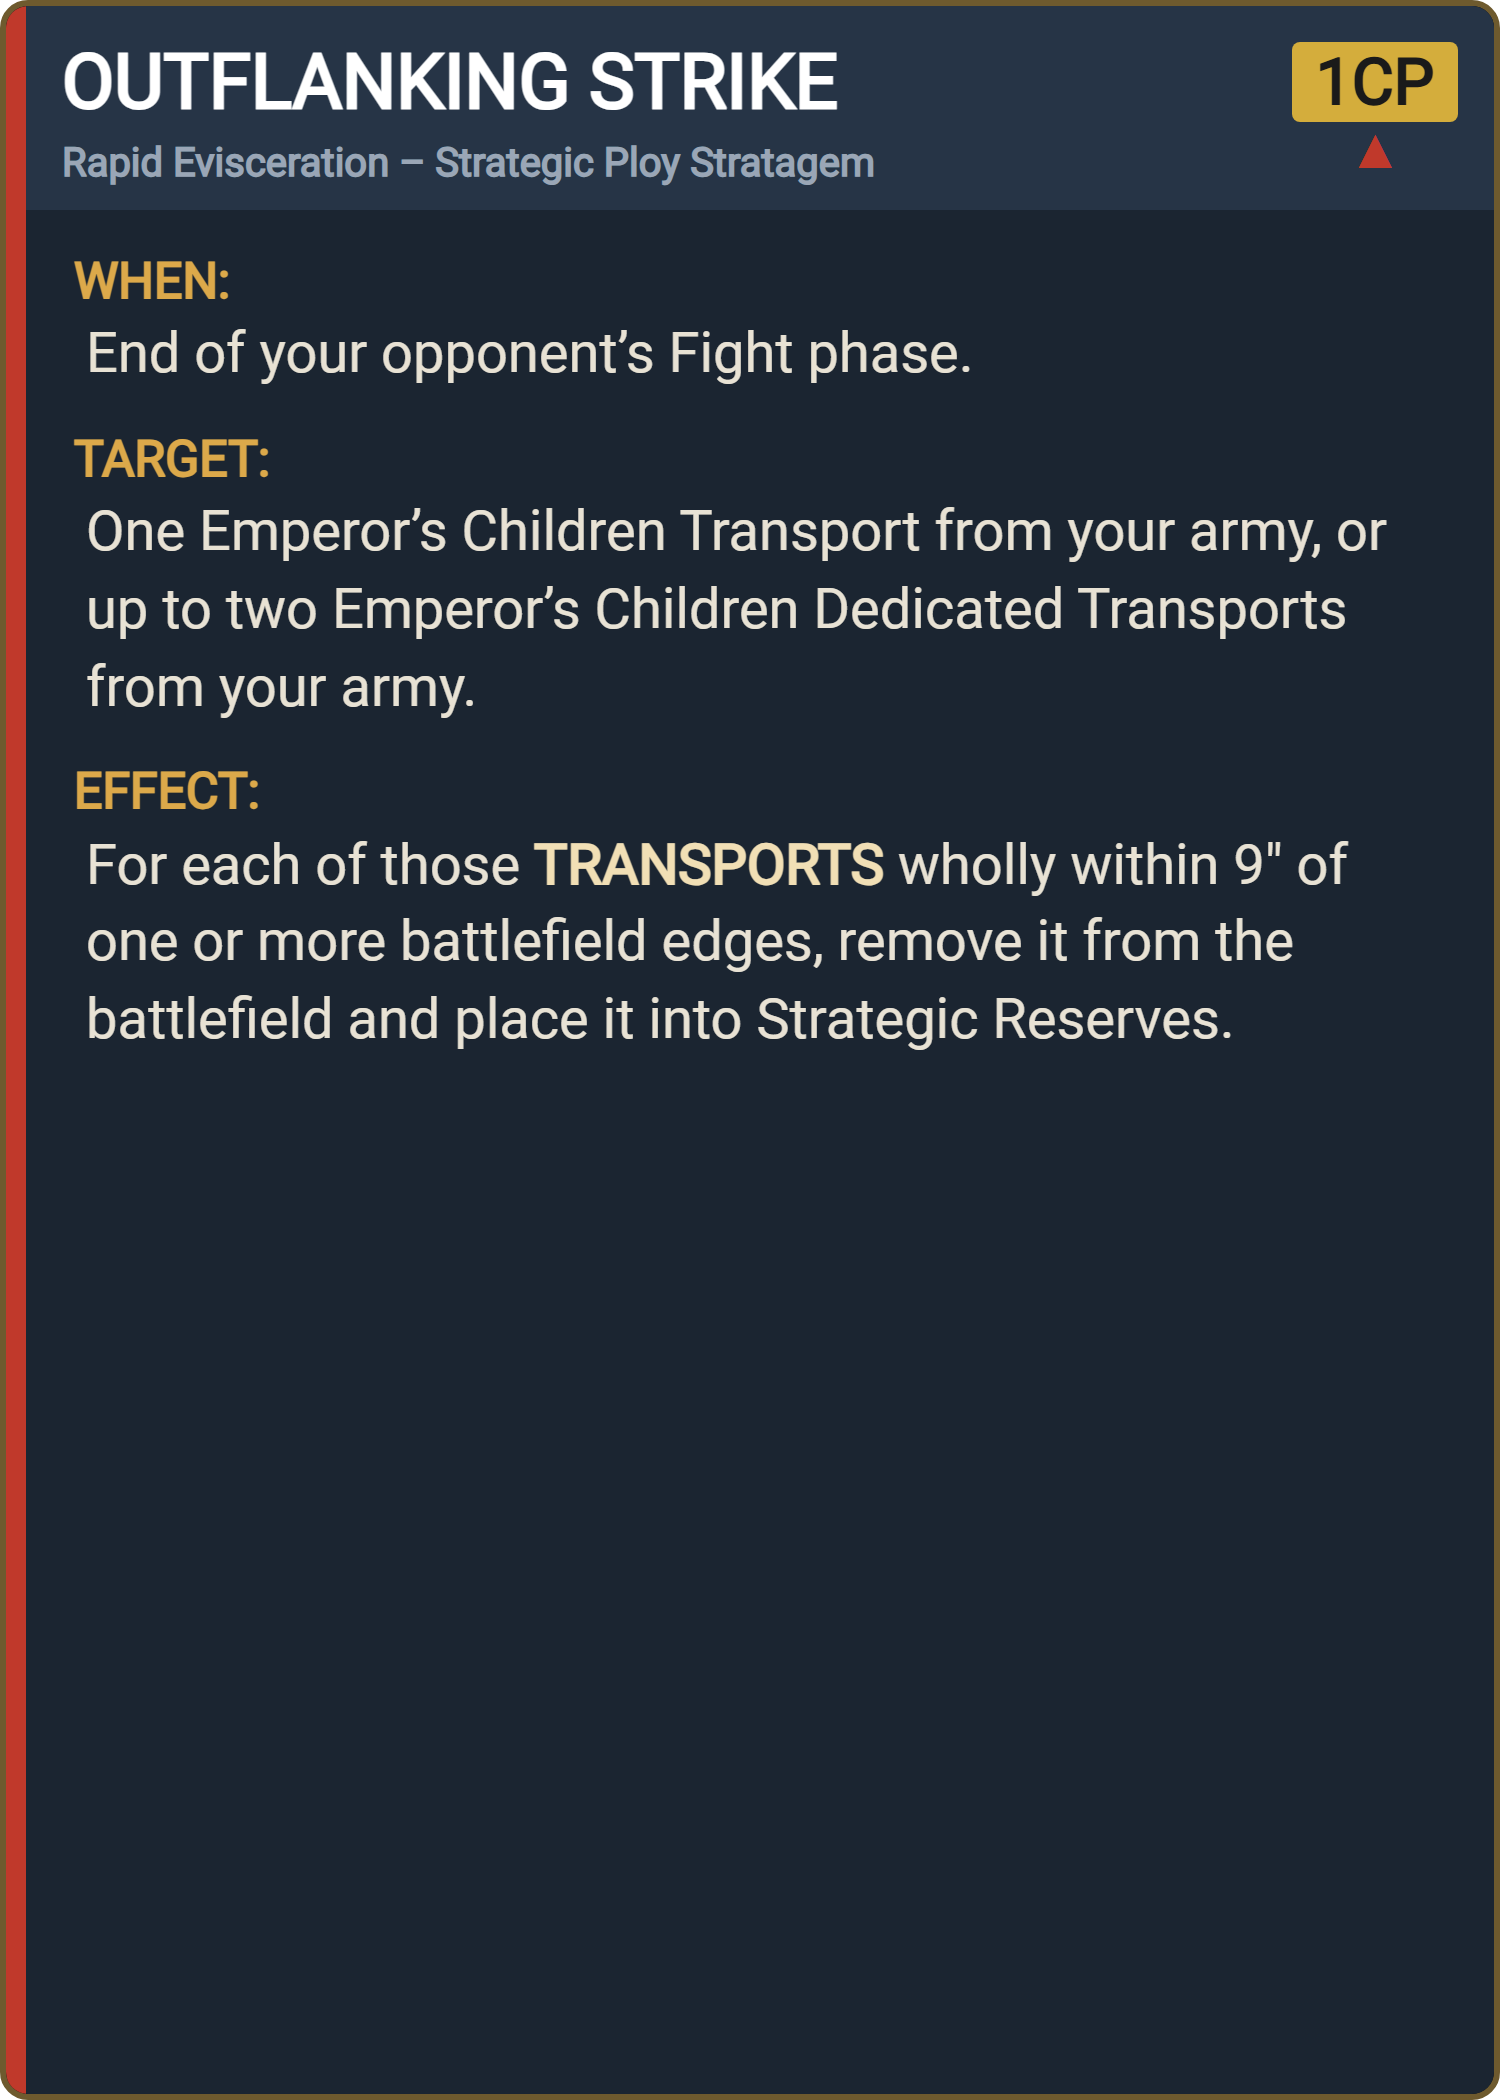 OUTFLANKING STRIKE
1CP
Rapid Evisceration – Strategic Ploy Stratagem
WHEN:
End of your opponent’s Fight phase.
TARGET:
One Emperor’s Children Transport from your army, or
up to two Emperor’s Children Dedicated Transports
from your army.
EFFECT:
For each of those TRANSPORTS wholly within 9" of
one or more battlefield edges, remove it from the
battlefield and place it into Strategic Reserves.